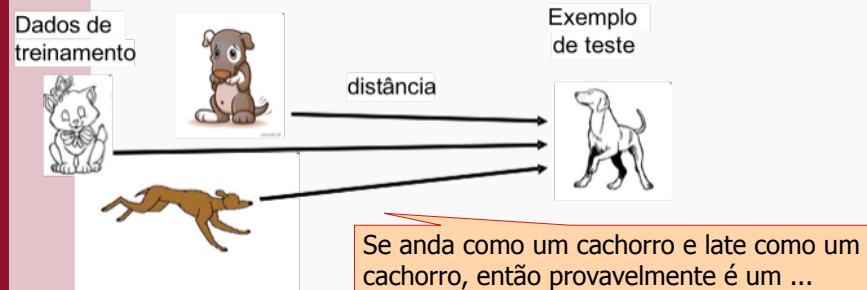 Dados de
treinamento
Exemplo
de teste
distância
Se anda como um cachorro e late como um
cachorro, então provavelmente é um ...